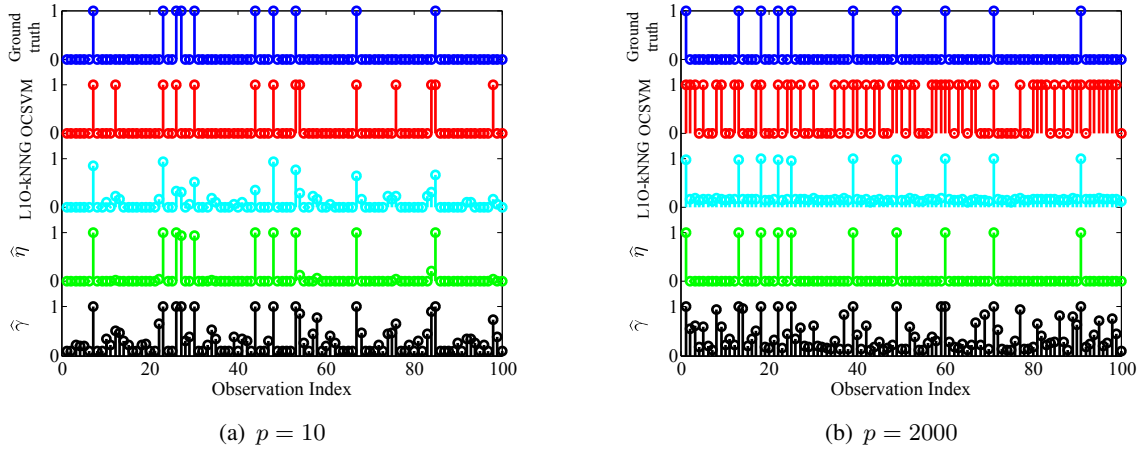 Ground
truth
1
0
OCSVM
1
0
L1O-kNNG
1
0
η̂
1
0
γ̂
1
0
0 20 40 60 80 100
Observation Index
(a) p = 10
Ground
truth
1
0
OCSVM
1
0
L1O-kNNG
1
0
η̂
1
0
γ̂
1
0
0 20 40 60 80 100
Observation Index
(b) p = 2000